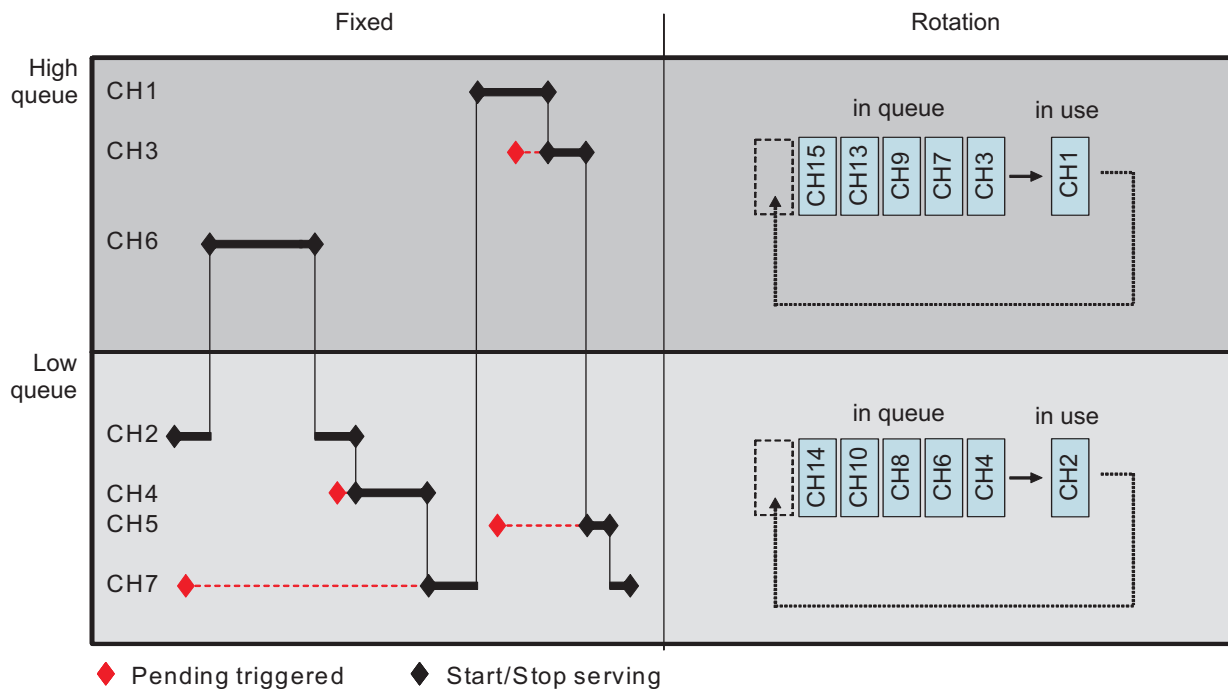 Fixed
Rotation
High
queue
CH1
CH3
CH6
in queue
in use
CH15
CH13
CH9
CH7
CH3
CH1
Low
queue
CH2
CH4
CH5
CH7
in queue
in use
CH14
CH10
CH8
CH6
CH4
CH2
Pending triggered
Start/Stop serving